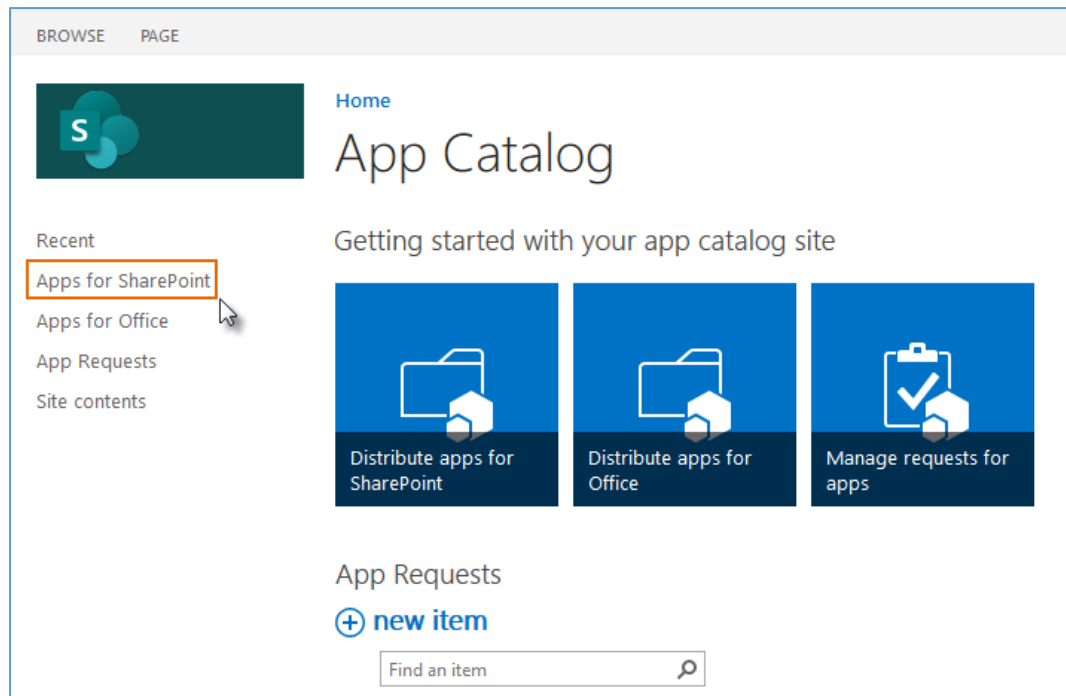 BROWSE PAGE
S
Home
App Catalog
Recent
Apps for SharePoint
Apps for Office
App Requests
Site contents
Getting started with your app catalog site
Distribute apps for
SharePoint
Distribute apps for
Office
Manage requests for
apps
App Requests
new item
Find an item